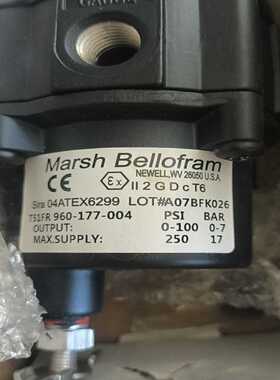 GAUGE
Marsh Bellofram
NEWELL, WV 26050 U.S.A.
CE Ex II 2 G D c T6
Sira 04ATEX6299 LOT#A07BFK026
T51FR 960-177-004 PSI BAR
OUTPUT: 0-100 0-7
MAX.SUPPLY: 250 17